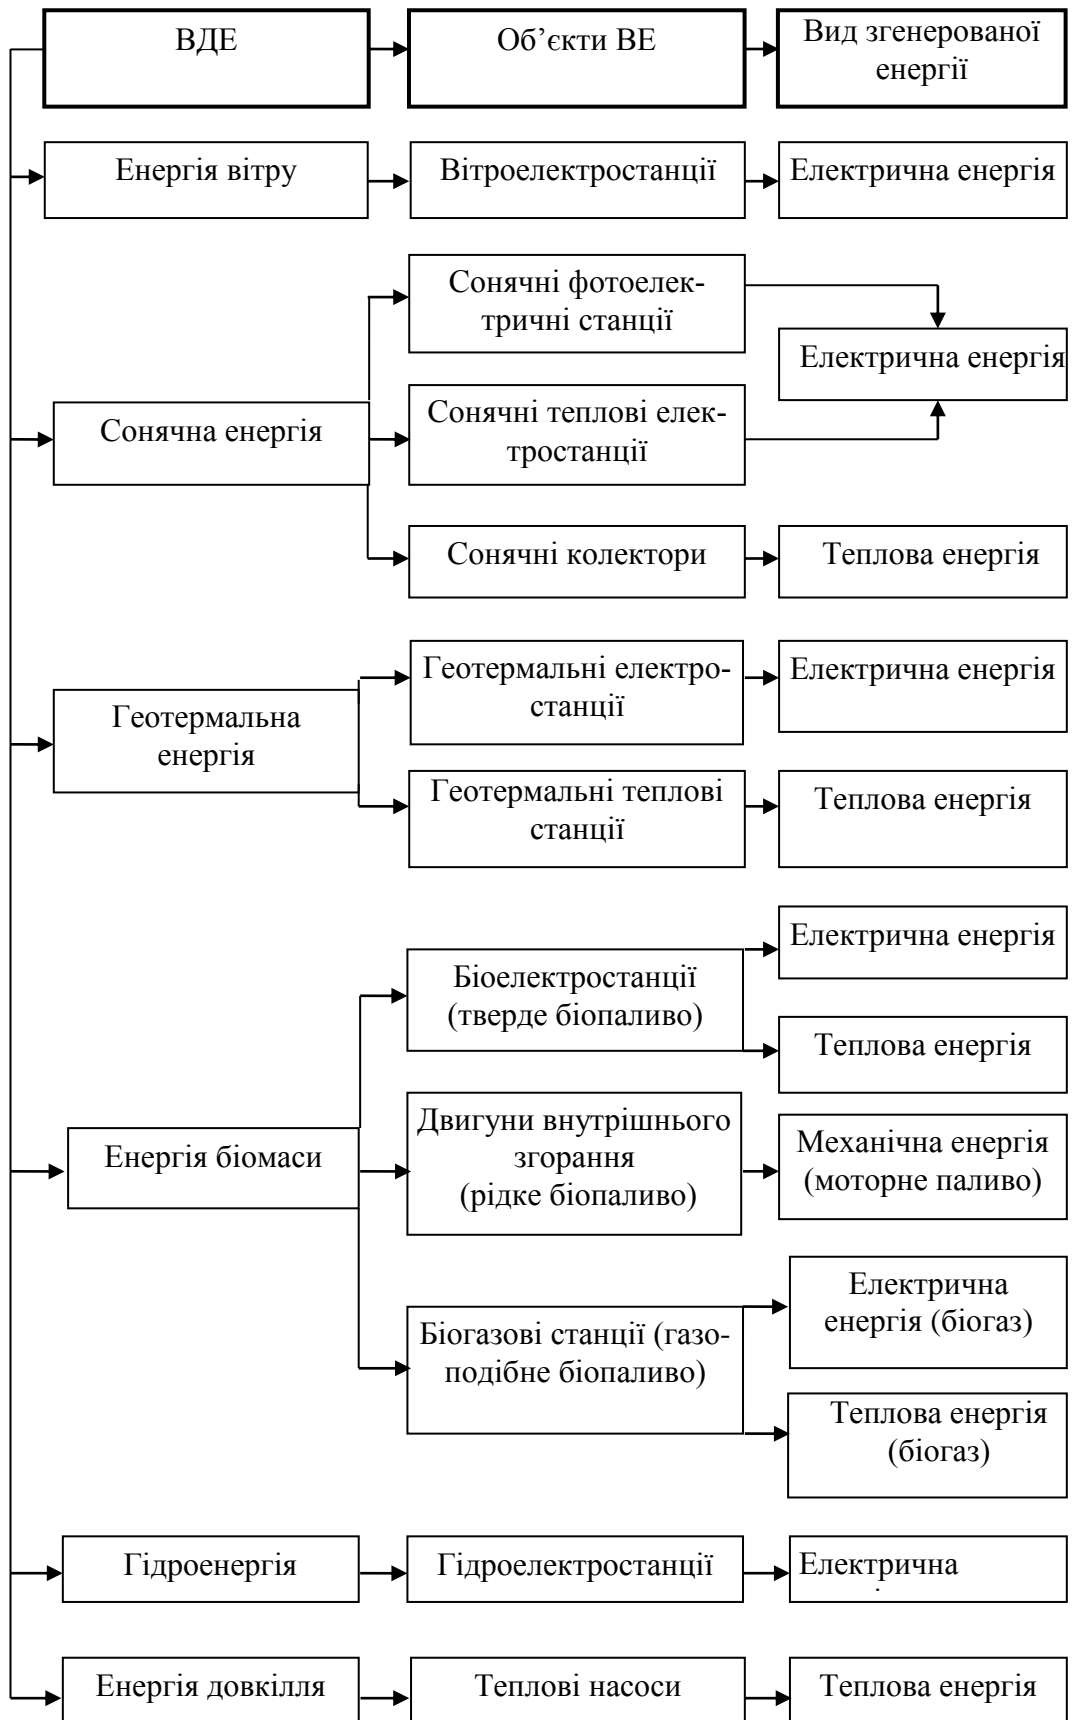 ВДЕ
Об’єкти ВЕ
Вид згенерованої
енергії
Енергія вітру
Вітроелектростанції
Електрична енергія
Сонячна енергія
Сонячні фотоелек-
тричні станції
Електрична енергія
Сонячні теплові елек-
тростанції
Сонячні колектори
Теплова енергія
Геотермальна
енергія
Геотермальні електро-
станції
Електрична енергія
Геотермальні теплові
станції
Теплова енергія
Енергія біомаси
Біоелектростанції
(тверде біопаливо)
Електрична енергія
Теплова енергія
Двигуни внутрішнього
згорання
(рідке біопаливо)
Механічна енергія
(моторне паливо)
Біогазові станції (газо-
подібне біопаливо)
Електрична
енергія (біогаз)
Теплова енергія
(біогаз)
Гідроенергія
Гідроелектростанції
Електрична
Енергія довкілля
Теплові насоси
Теплова енергія